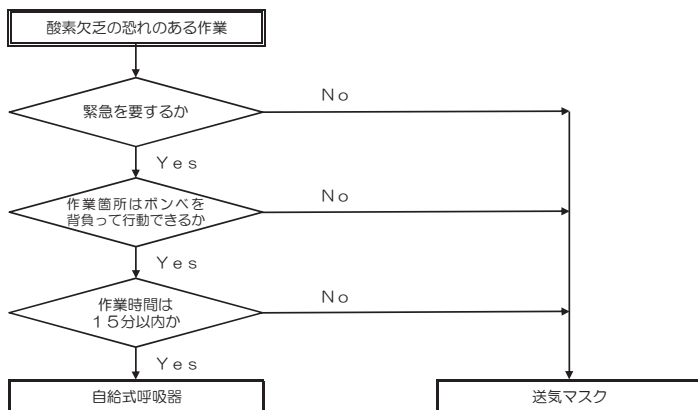 酸素欠乏の恐れのある作業
緊急を要するか
No
Yes
作業箇所はボンベを
背負って行動できるか
No
Yes
作業時間は
１５分以内か
No
Yes
自給式呼吸器
送気マスク